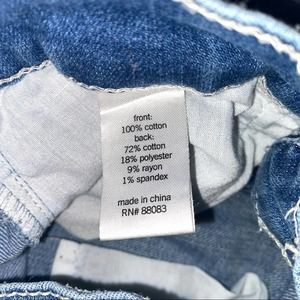 front:
100% cotton
back:
72% cotton
18% polyester
9% rayon
1% spandex
made in china
RN# 88083